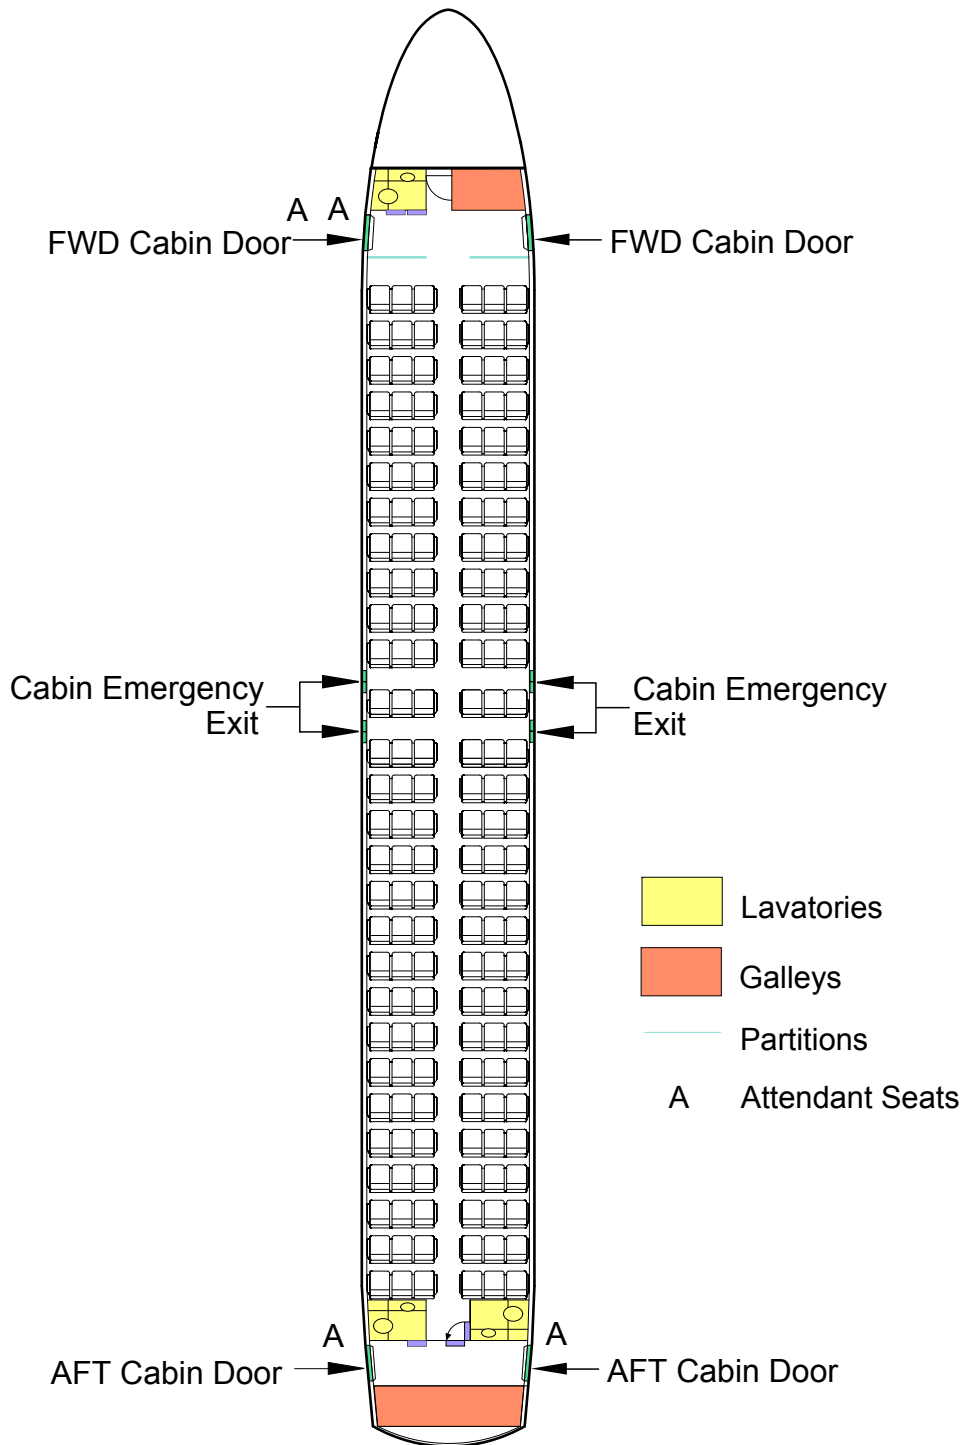 A A
FWD Cabin Door
FWD Cabin Door
Cabin Emergency
Exit
Cabin Emergency
Exit
Lavatories
Galleys
Partitions
A Attendant Seats
A
A
AFT Cabin Door
AFT Cabin Door